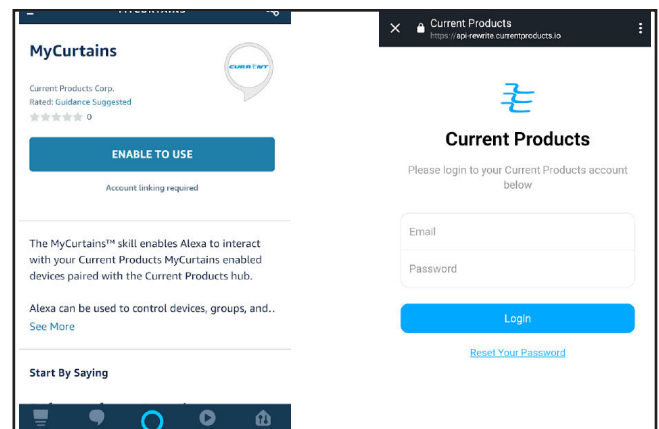 MYCURTAINS
MyCurtains
CURRENT
Current Products Corp.
Rated: Guidance Suggested
0
ENABLE TO USE
Account linking required
The MyCurtains™ skill enables Alexa to interact
with your Current Products MyCurtains enabled
devices paired with the Current Products hub.
Alexa can be used to control devices, groups, and..
See More
Start By Saying
Current Products
https://api-rewrite.currentproducts.io
Current Products
Please login to your Current Products account
below
Email
Password
Login
Reset Your Password